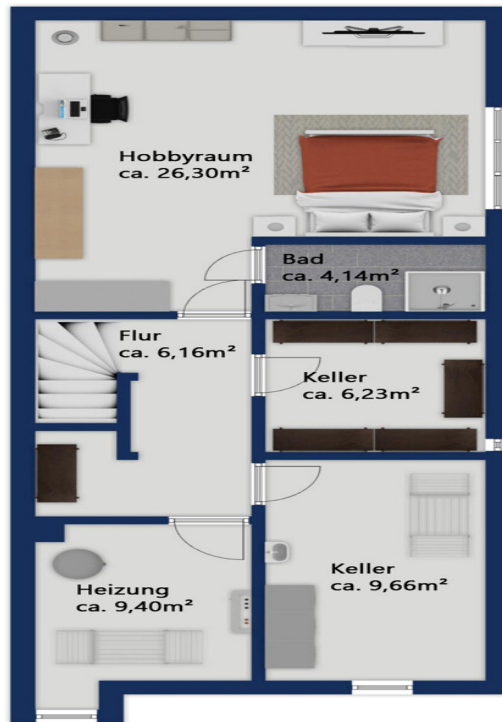 Hobbyraum
ca. 26,30m²
Bad
ca. 4,14m²
Flur
ca. 6,16m²
Keller
ca. 6,23m²
Keller
ca. 9,66m²
Heizung
ca. 9,40m²